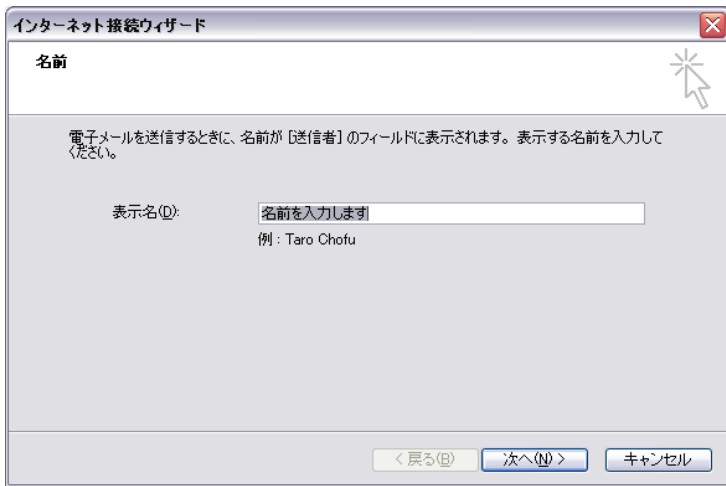 インターネット接続ウィザード
名前
電子メールを送信するときに、名前が [送信者] のフィールドに表示されます。表示する名前を入力して
ください。
表示名(D):
名前を入力します
例 : Taro Chofu
< 戻る(B)
次へ(N) >
キャンセル